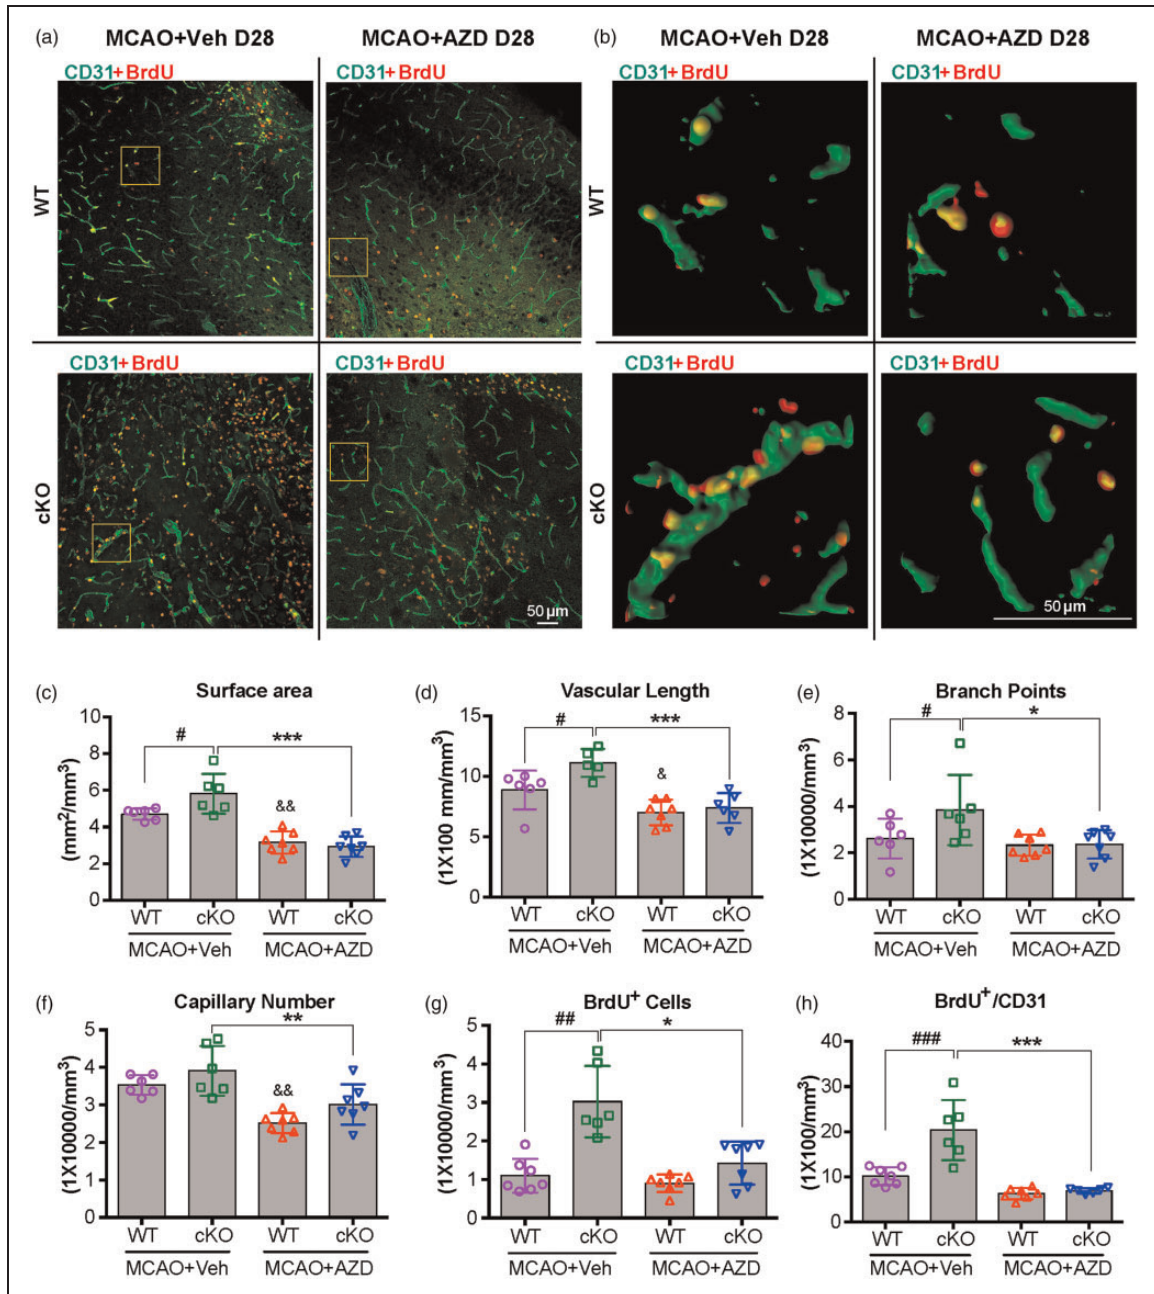 (a) MCAO+Veh D28 MCAO+AZD D28 (b) MCAO+Veh D28 MCAO+AZD D28
CD31+BrdU CD31+BrdU CD31+BrdU CD31+BrdU
WT WT
CD31+BrdU CD31+BrdU CD31+BrdU CD31+BrdU
cKO cKO
50 µm 50 µm
(c) Surface area
(mm²/mm³)
10
8
6
4
2
0
# ***
&&
WT cKO WT cKO
MCAO+Veh MCAO+AZD
(d) Vascular Length
(1X100 mm/mm³)
15
10
5
0
# ***
&
WT cKO WT cKO
MCAO+Veh MCAO+AZD
(e) Branch Points
(1X10000/mm³)
8
6
4
2
0
# *
WT cKO WT cKO
MCAO+Veh MCAO+AZD
(f) Capillary Number
(1X10000/mm³)
5
4
3
2
1
0
**
&&
WT cKO WT cKO
MCAO+Veh MCAO+AZD
(g) BrdU⁺ Cells
(1X10000/mm³)
5
4
3
2
1
0
## *
WT cKO WT cKO
MCAO+Veh MCAO+AZD
(h) BrdU⁺/CD31
(1X100/mm³)
40
30
20
10
0
### ***
WT cKO WT cKO
MCAO+Veh MCAO+AZD